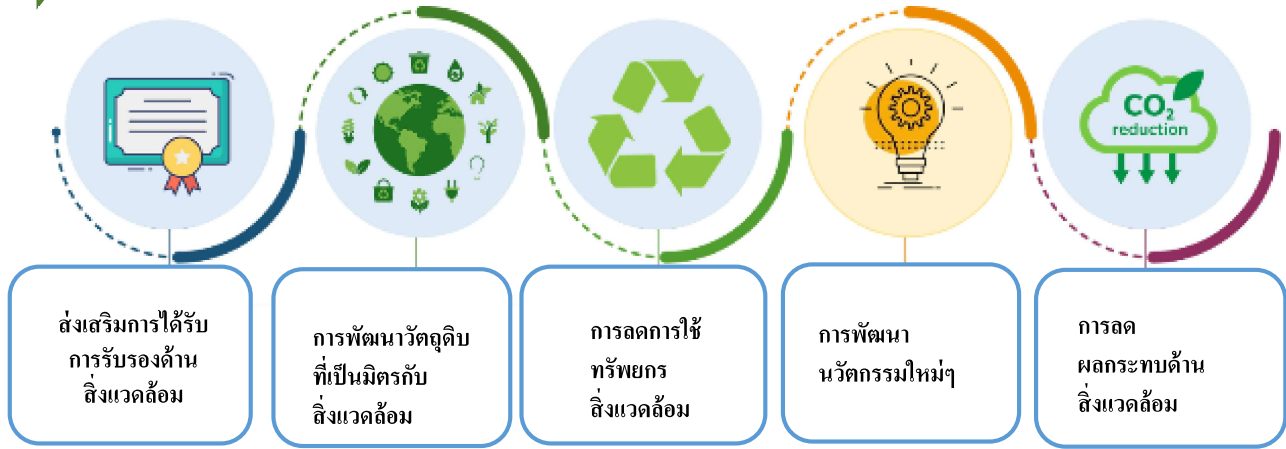 CO₂
reduction
ส่งเสริมการได้รับ
การรับรองด้าน
สิ่งแวดล้อม
การพัฒนาวัตถุดิบ
ที่เป็นมิตรกับ
สิ่งแวดล้อม
การลดการใช้
ทรัพยกร
สิ่งแวดล้อม
การพัฒนา
นวัตกรรมใหม่ๆ
การลด
ผลกระทบด้าน
สิ่งแวดล้อม